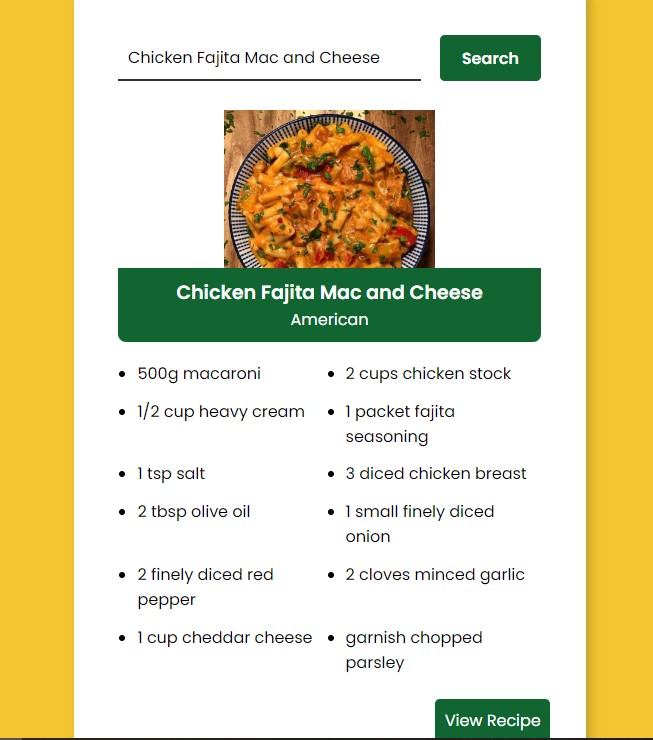 Chicken Fajita Mac and Cheese
Search
Chicken Fajita Mac and Cheese
American
500g macaroni
2 cups chicken stock
1/2 cup heavy cream
1 packet fajita
seasoning
1 tsp salt
3 diced chicken breast
2 tbsp olive oil
1 small finely diced
onion
2 finely diced red
pepper
2 cloves minced garlic
1 cup cheddar cheese
garnish chopped
parsley
View Recipe